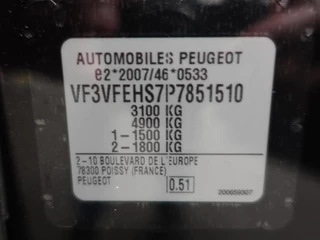 AUTOMOBILES PEUGEOT
e2*2007/46*0533
VF3VFEHS7P7851510
3100 KG
4900 KG
1-1500 KG
2-1800 KG
2-10 BOULEVARD DE L'EUROPE
78300 POISSY (FRANCE)
PEUGEOT 0.51